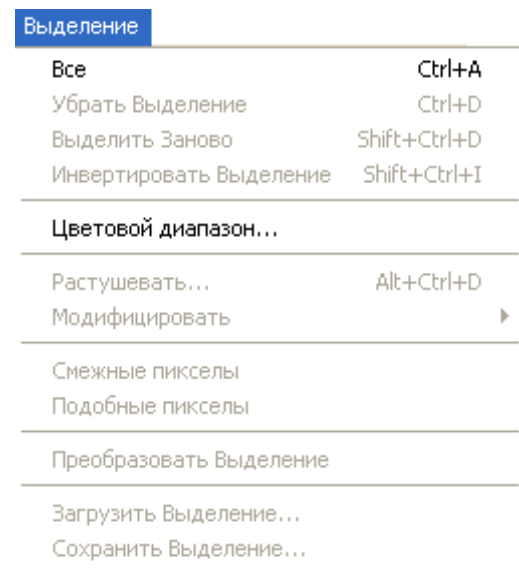 Выделение
Все Ctrl+A
Убрать Выделение Ctrl+D
Выделить Заново Shift+Ctrl+D
Инвертировать Выделение Shift+Ctrl+I
Цветовой диапазон...
Растушевать... Alt+Ctrl+D
Модифицировать
Смежные пикселы
Подобные пикселы
Преобразовать Выделение
Загрузить Выделение...
Сохранить Выделение...